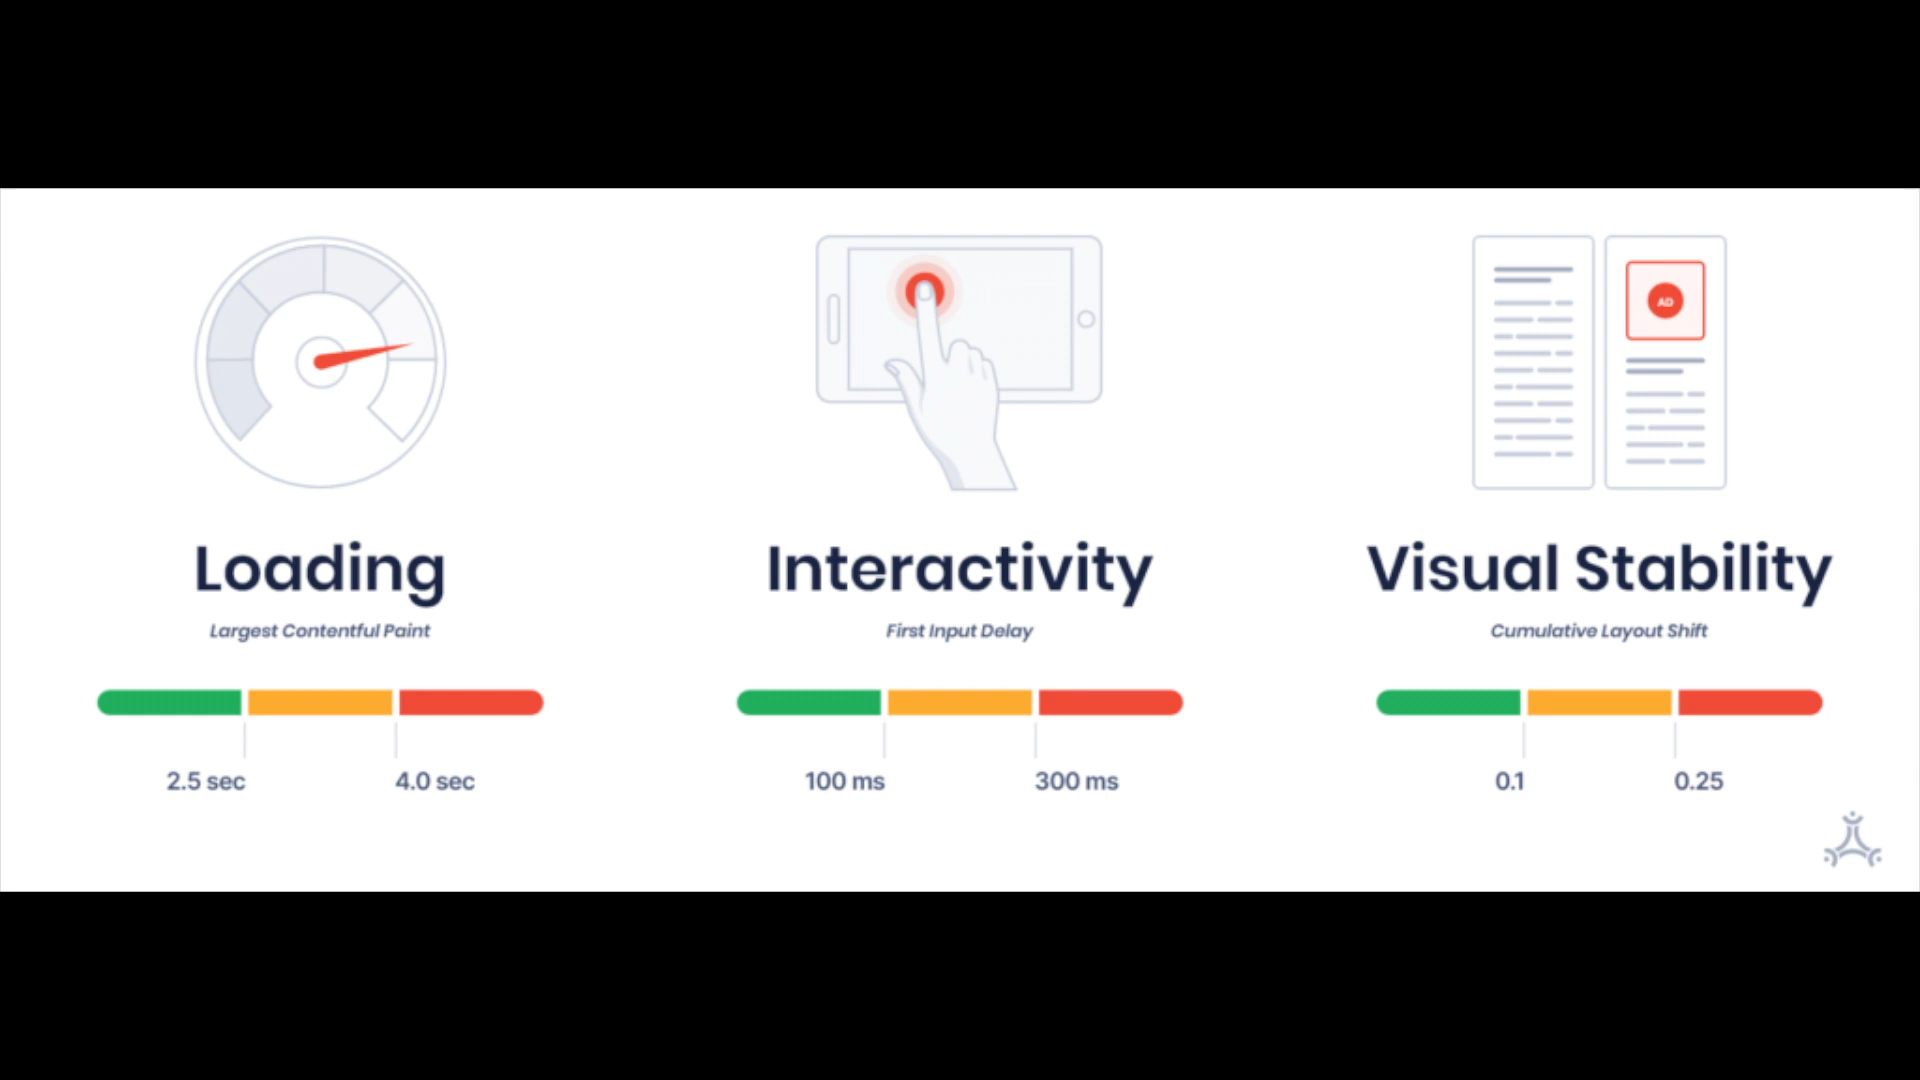 AD
Loading
Interactivity
Visual Stability
Largest Contentful Paint
First Input Delay
Cumulative Layout Shift
2.5 sec
4.0 sec
100 ms
300 ms
0.1
0.25